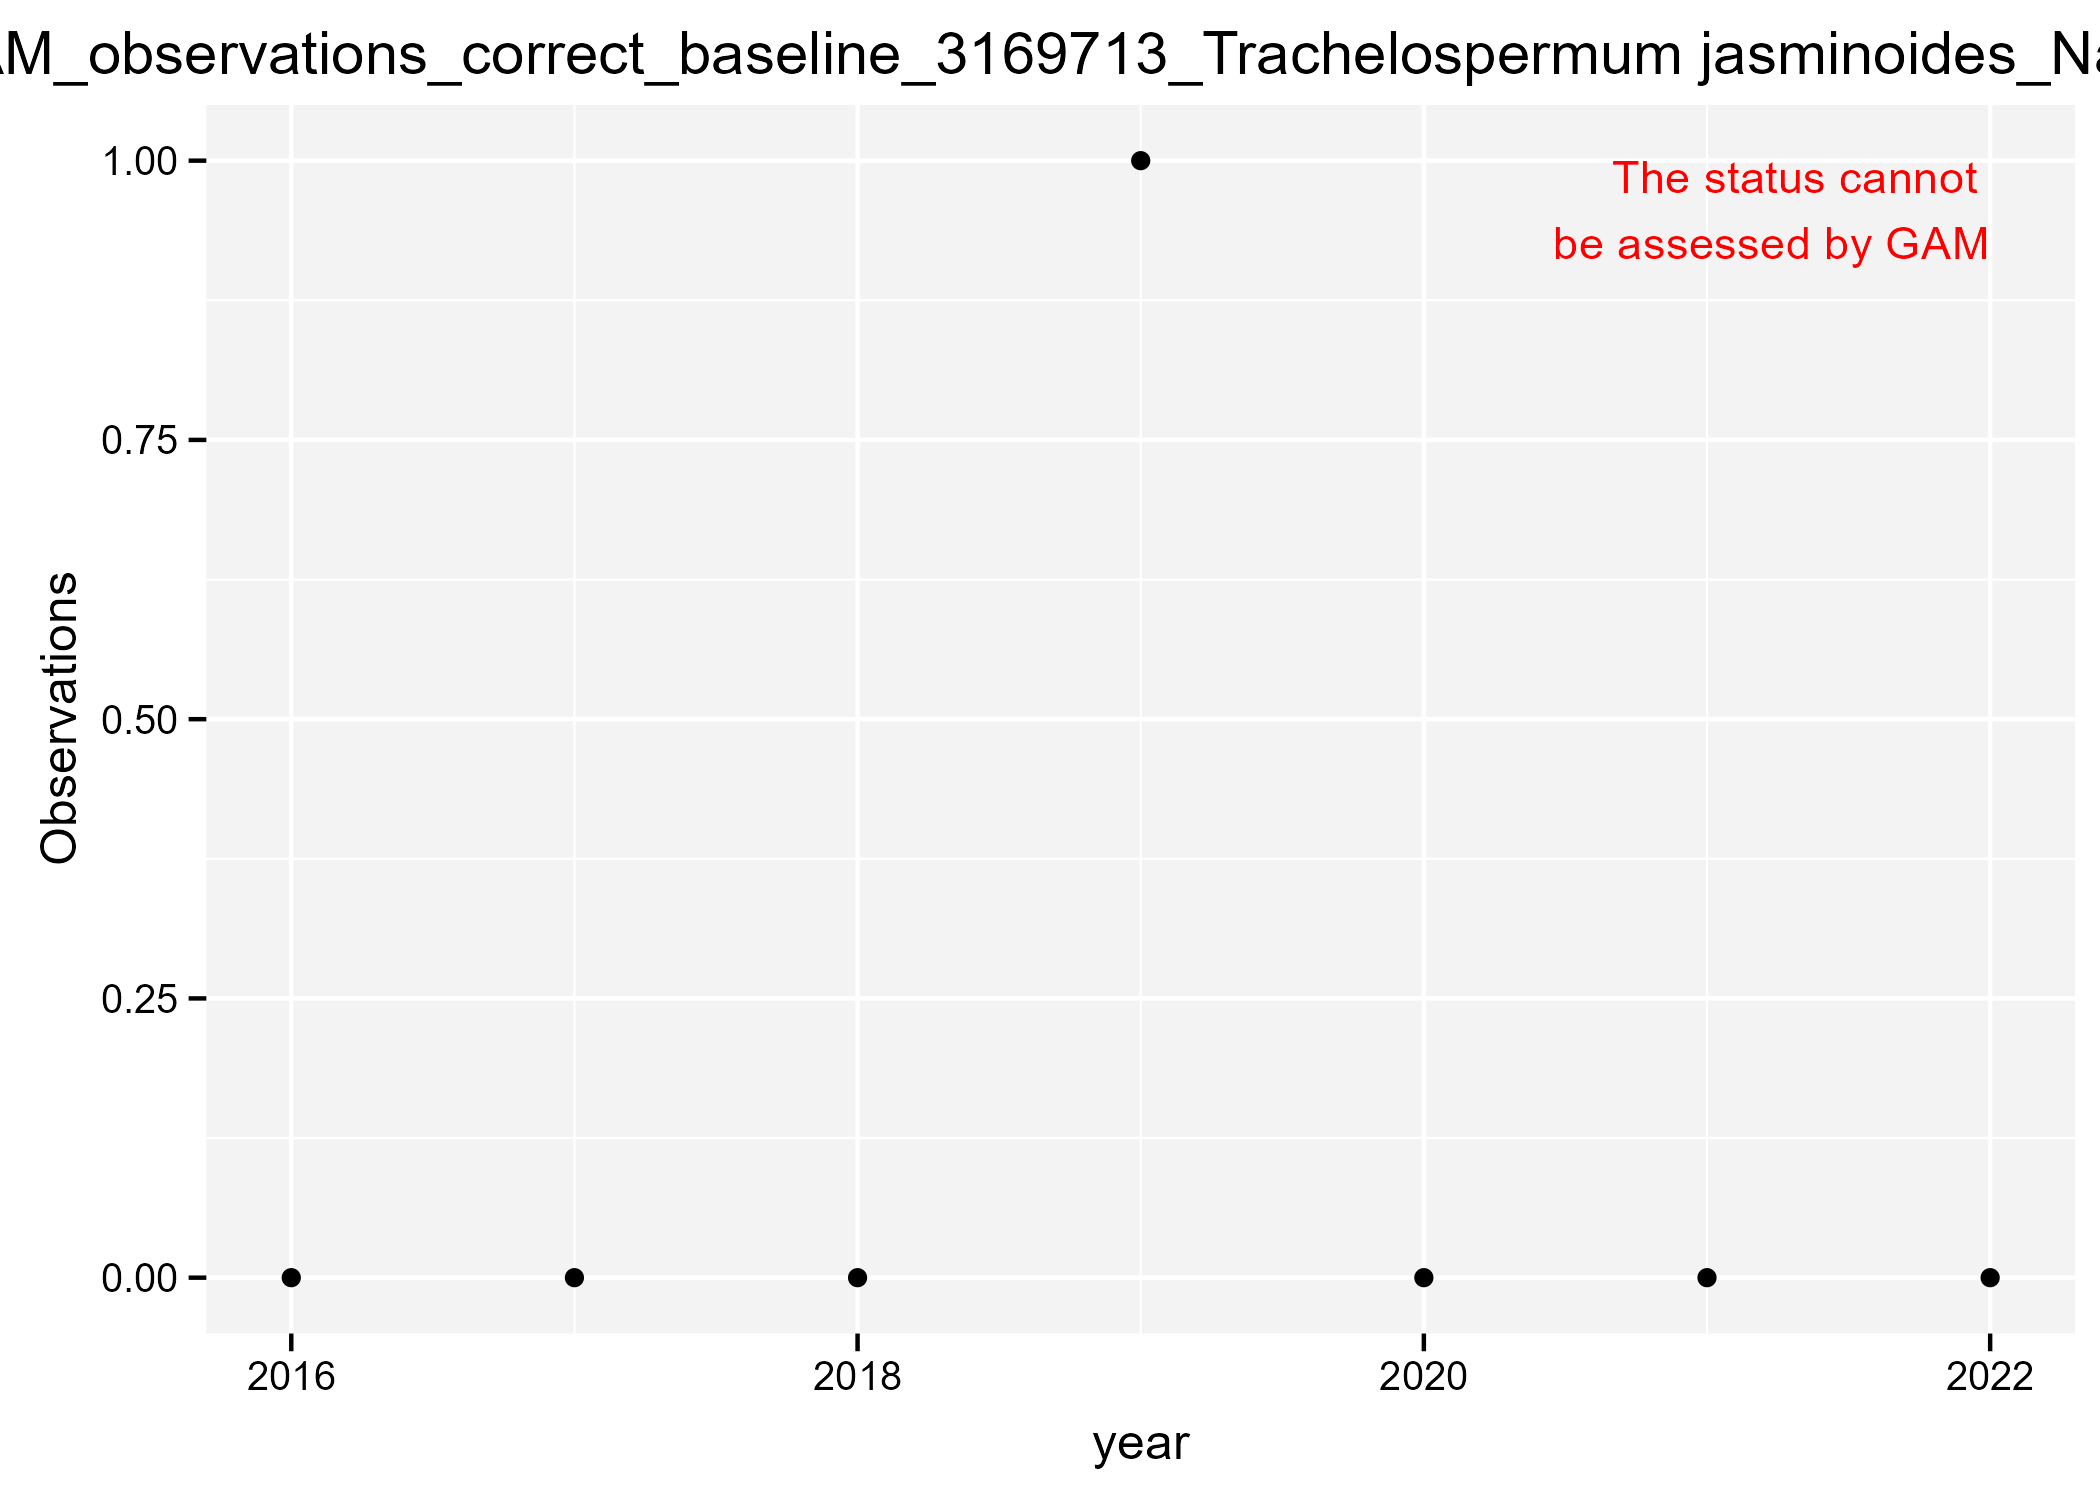 AM_observations_correct_baseline_3169713_Trachelospermum jasminoides_Na
1.00
The status cannot
be assessed by GAM
0.75
0.50
0.25
0.00
Observations
2016
2018
2020
2022
year